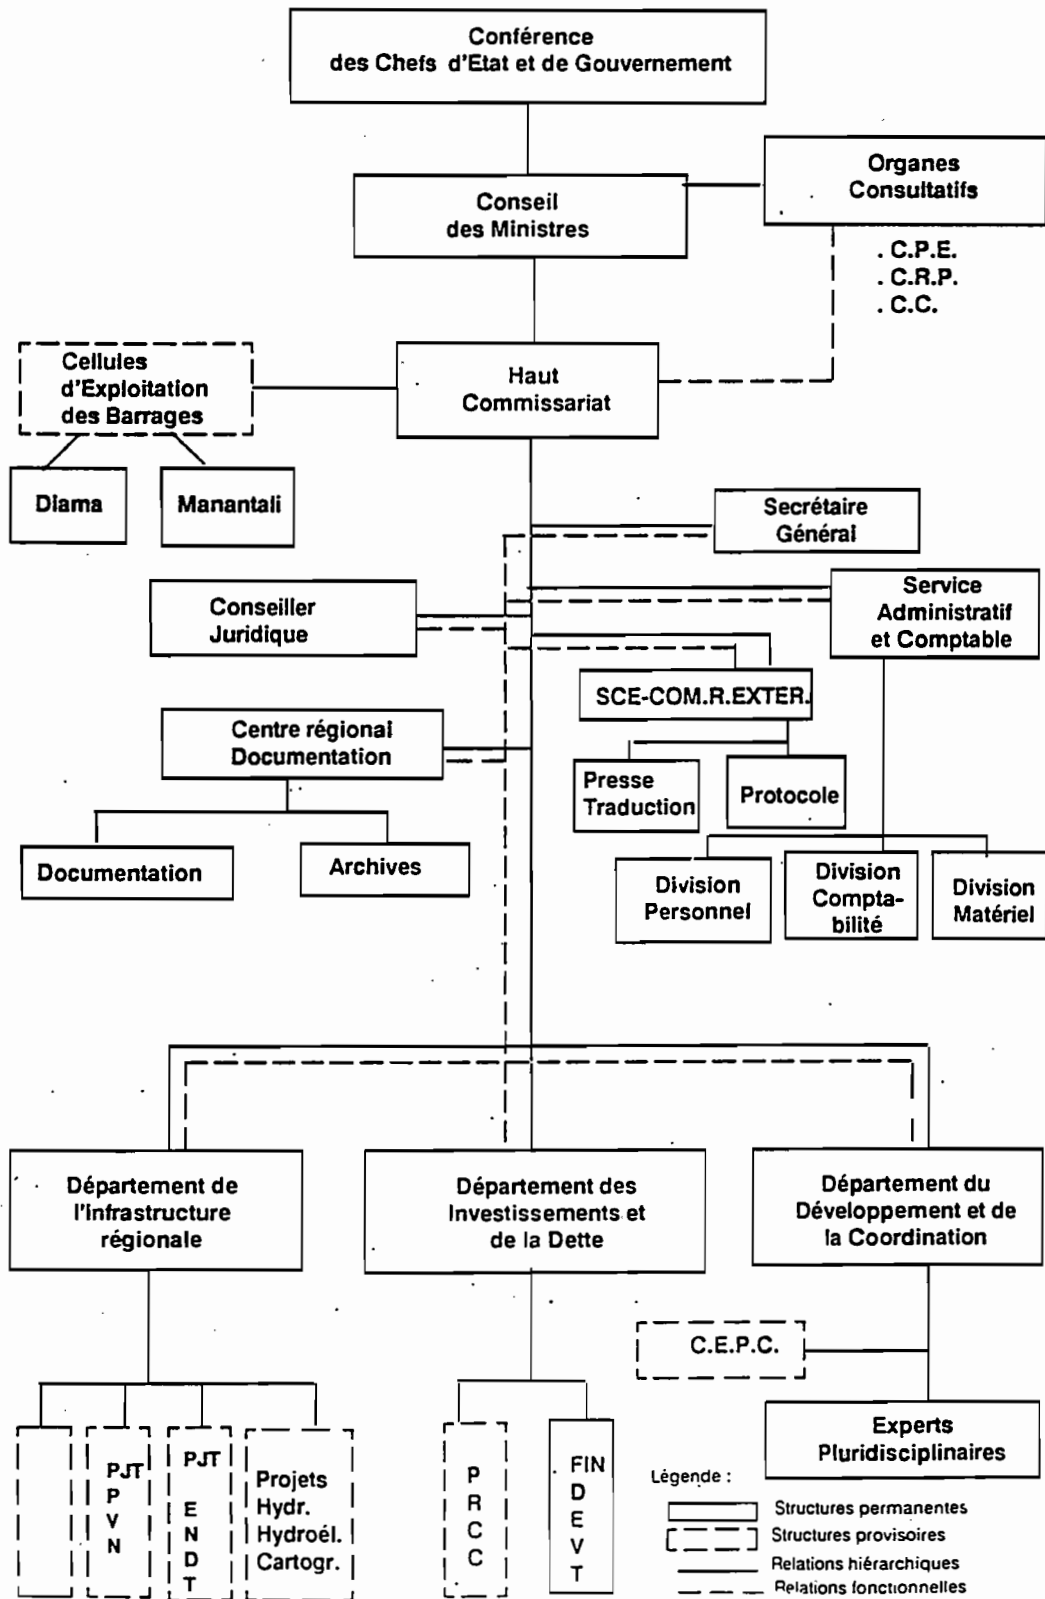 Conférence
des Chefs d'Etat et de Gouvernement
Conseil
des Ministres
Organes
Consultatifs
. C.P.E.
. C.R.P.
. C.C.
Cellules
d'Exploitation
des Barrages
Haut
Commissariat
Diama
Manantali
Secrétaire
Général
Conseiller
Juridique
Service
Administratif
et Comptable
SCE-COM.R.EXTER.
Centre régional
Documentation
Presse
Traduction
Protocole
Documentation
Archives
Division
Personnel
Division
Compta-
bilité
Division
Matériel
Département de
l'Infrastructure
régionale
Département des
Investissements et
de la Dette
Département du
Développement et de
la Coordination
C.E.P.C.
Experts
Pluridisciplinaires
PJT
P
V
N
PJT
E
N
D
T
Projets
Hydr.
Hydroél.
Cartogr.
P
R
C
C
FIN
D
E
V
T
Légende :
Structures permanentes
Structures provisoires
Relations hiérarchiques
Relations fonctionnelles